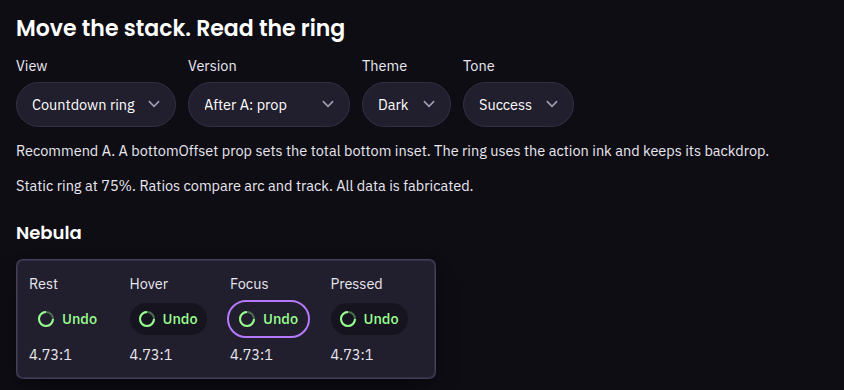 Move the stack. Read the ring
View Version Theme Tone
Countdown ring After A: prop Dark Success
Recommend A. A bottomOffset prop sets the total bottom inset. The ring uses the action ink and keeps its backdrop.
Static ring at 75%. Ratios compare arc and track. All data is fabricated.
Nebula
Rest Hover Focus Pressed
Undo Undo Undo Undo
4.73:1 4.73:1 4.73:1 4.73:1